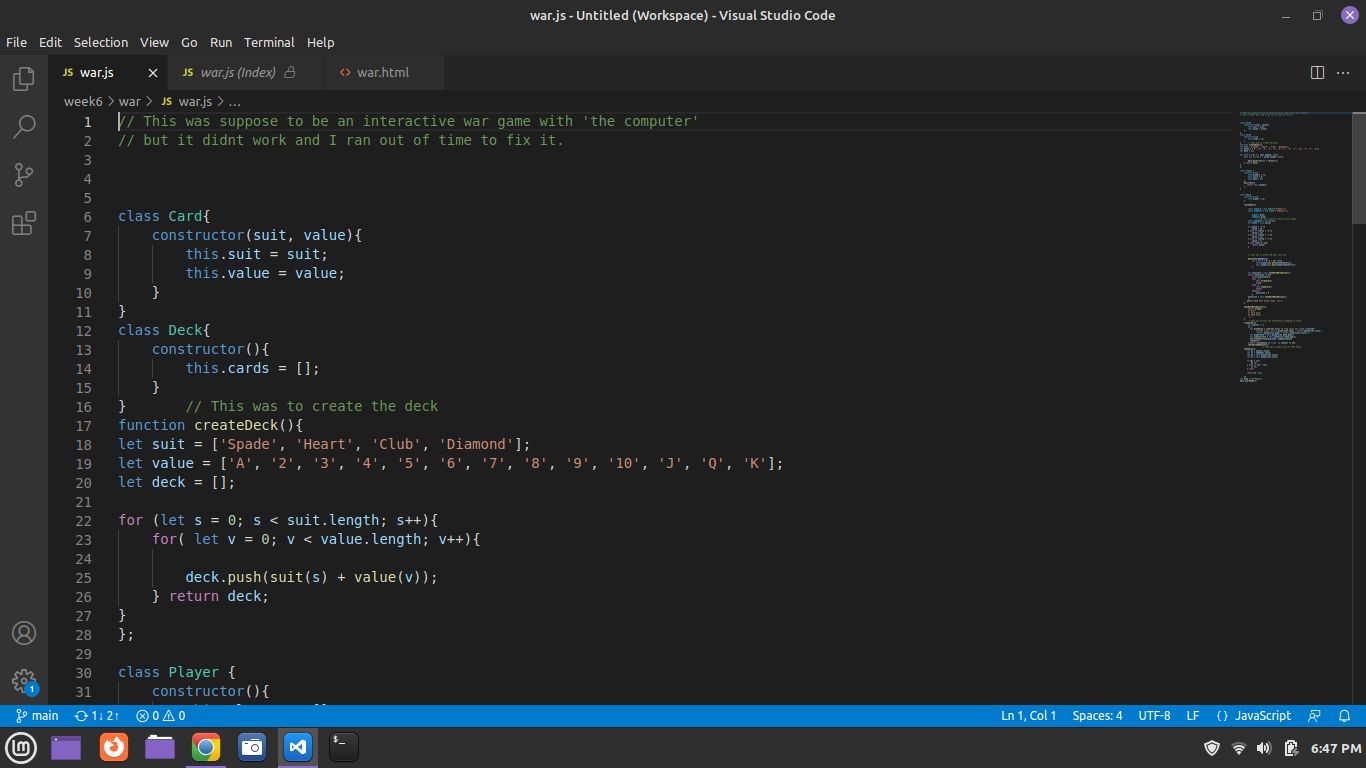 war.js - Untitled (Workspace) - Visual Studio Code
File Edit Selection View Go Run Terminal Help
JS war.js JS war.js (Index) <> war.html
week6 > war > JS war.js > ...
1 // This was suppose to be an interactive war game with 'the computer'
2 // but it didnt work and I ran out of time to fix it.
3
4
5
6 class Card{
7 constructor(suit, value){
8 this.suit = suit;
9 this.value = value;
10 }
11 }
12 class Deck{
13 constructor(){
14 this.cards = [];
15 }
16 } // This was to create the deck
17 function createDeck(){
18 let suit = ['Spade', 'Heart', 'Club', 'Diamond'];
19 let value = ['A', '2', '3', '4', '5', '6', '7', '8', '9', '10', 'J', 'Q', 'K'];
20 let deck = [];
21
22 for (let s = 0; s < suit.length; s++){
23 for( let v = 0; v < value.length; v++){
24
25 deck.push(suit(s) + value(v));
26 } return deck;
27 }
28 };
29
30 class Player {
31 constructor(){
1
main 1↓ 2↑ 0 0 Ln 1, Col 1 Spaces: 4 UTF-8 LF {} JavaScript
6:47 PM